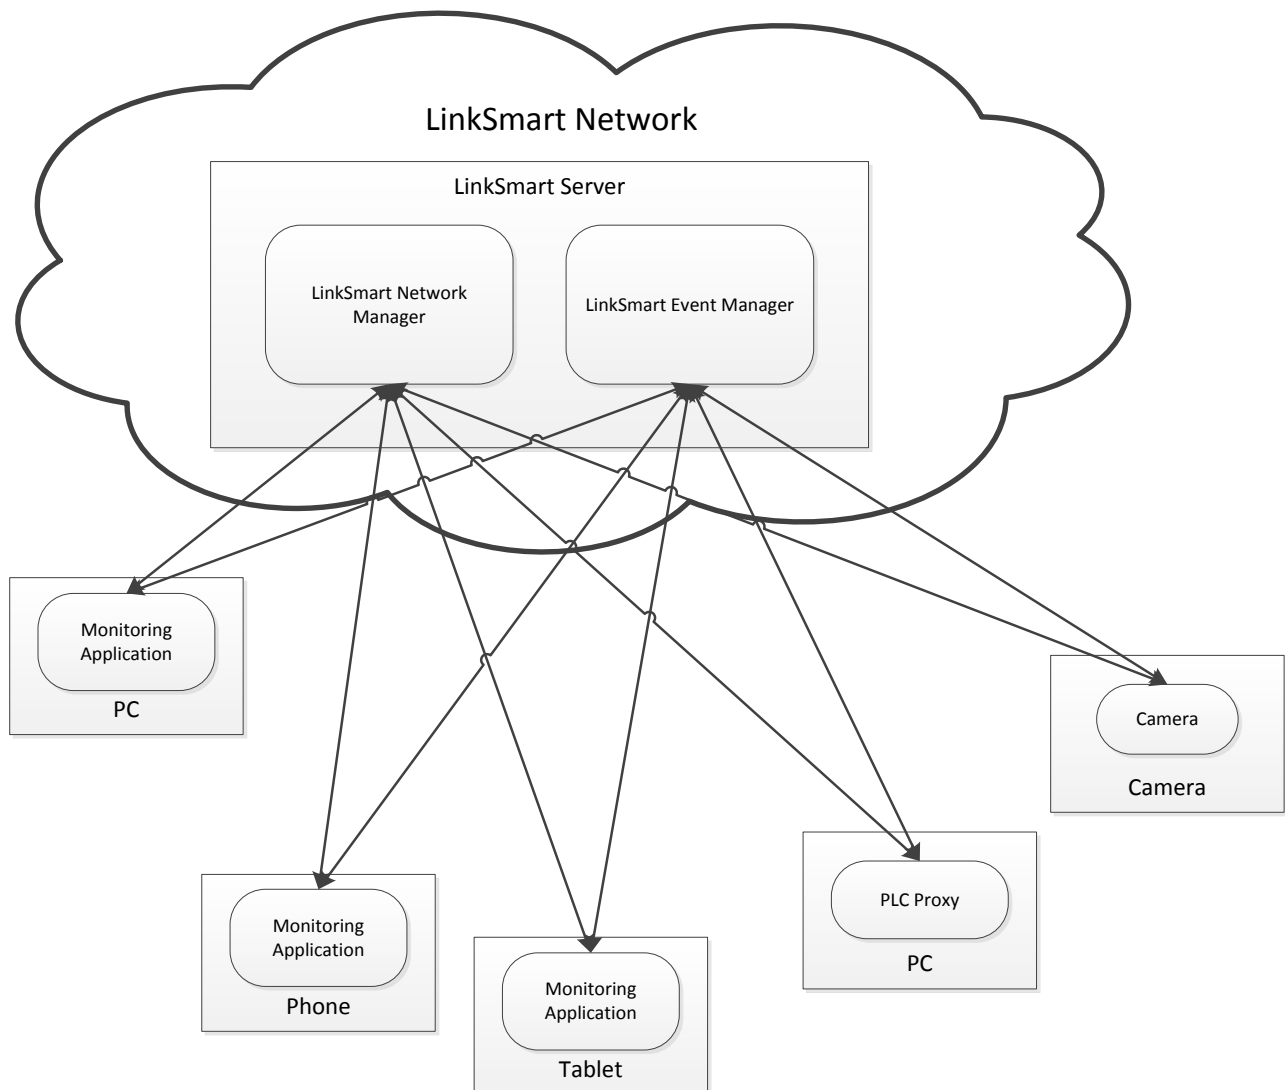 LinkSmart Network
LinkSmart Server
LinkSmart Network
Manager
LinkSmart Event Manager
Monitoring
Application
PC
Camera
Camera
PLC Proxy
PC
Monitoring
Application
Phone
Monitoring
Application
Tablet